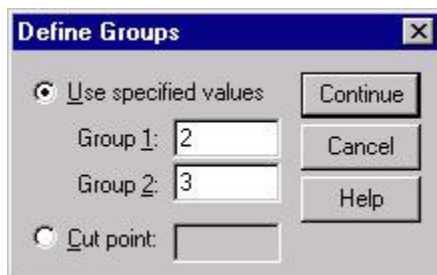 Define Groups
Use specified values
Continue
Group 1: 2
Cancel
Group 2: 3
Help
Cut point: